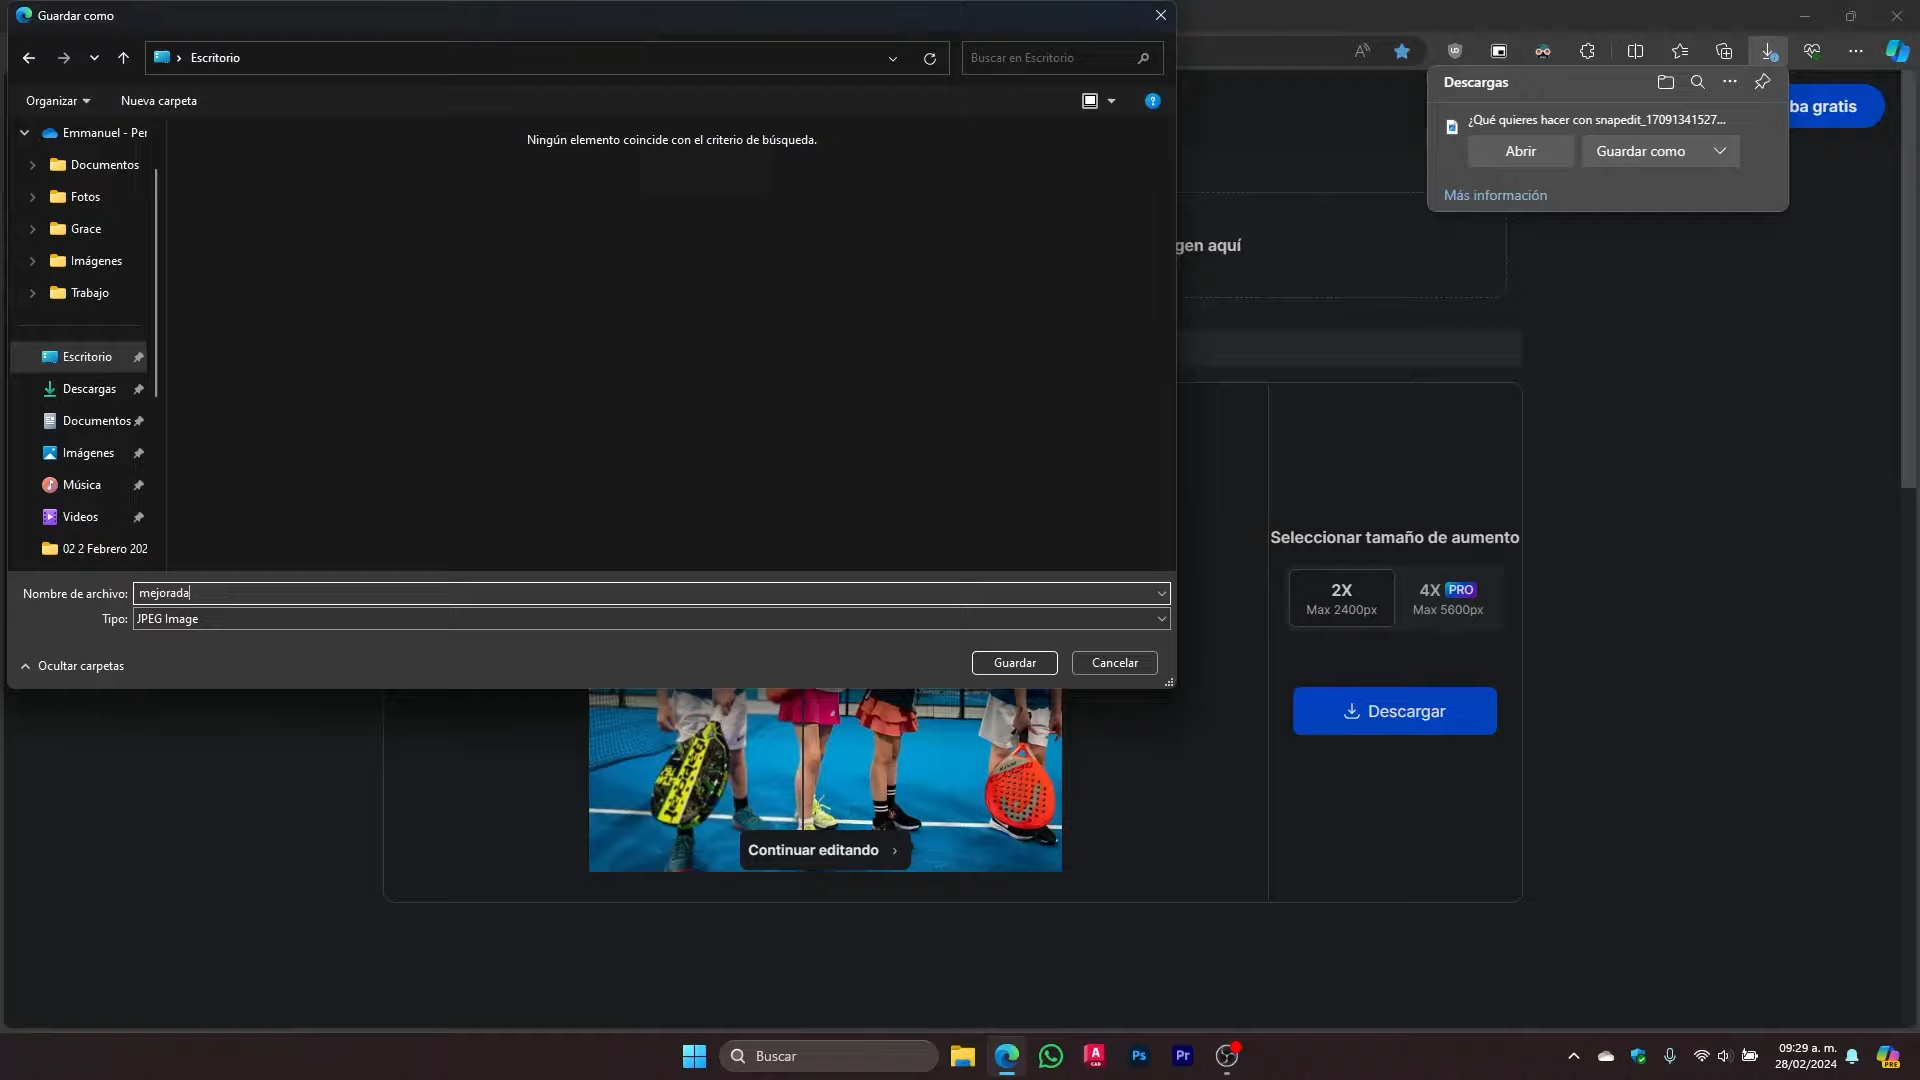 Guardar como
Escritorio
Buscar en Escritorio
Organizar
Nueva carpeta
Emmanuel - Per
Documentos
Fotos
Grace
Imágenes
Trabajo
Escritorio
Descargas
Documentos
Imágenes
Música
Videos
02 2 Febrero 202
Ningún elemento coincide con el criterio de búsqueda.
Nombre de archivo: mejorada
Tipo: JPEG Image
Ocultar carpetas
Guardar
Cancelar
Descargas
¿Qué quieres hacer con snapedit_17091341527...
Abrir
Guardar como
Más información
ba gratis
gen aquí
Seleccionar tamaño de aumento
2X
Max 2400px
4X PRO
Max 5600px
Descargar
Continuar editando
Buscar
Ps
Pr
09:29 a. m.
28/02/2024